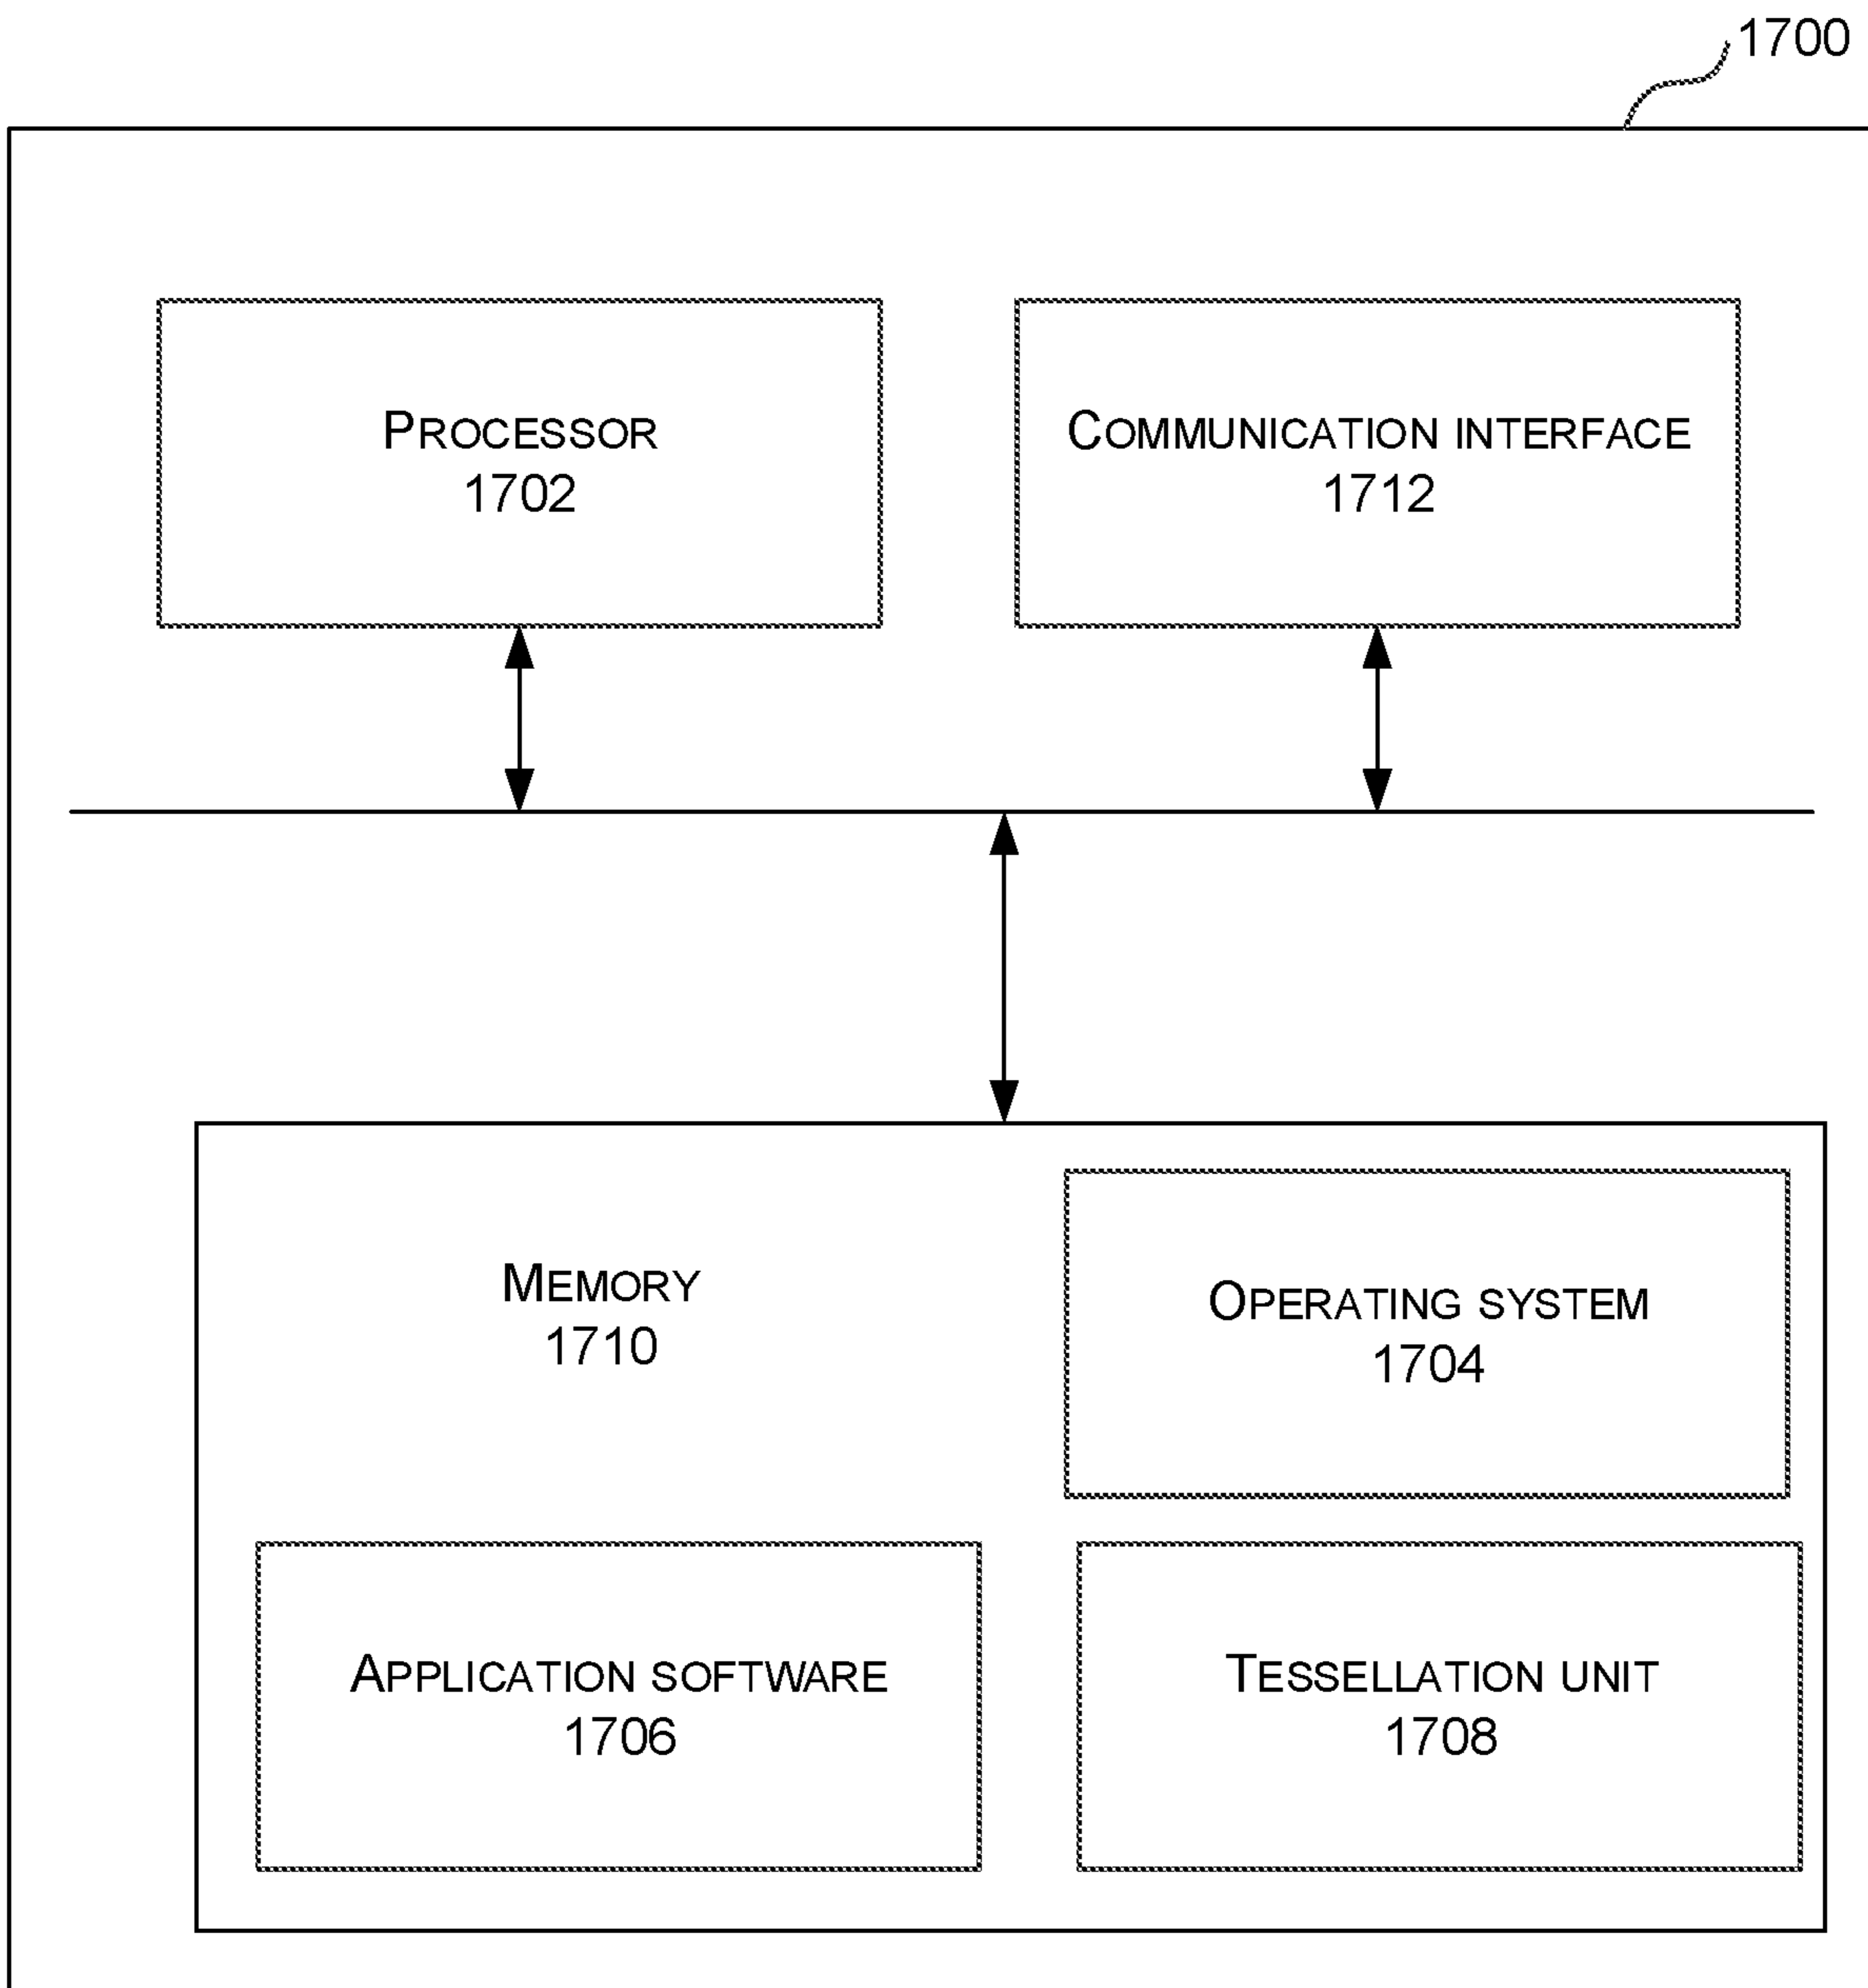 1700
PROCESSOR
1702
COMMUNICATION INTERFACE
1712
MEMORY
1710
OPERATING SYSTEM
1704
APPLICATION SOFTWARE
1706
TESSELLATION UNIT
1708